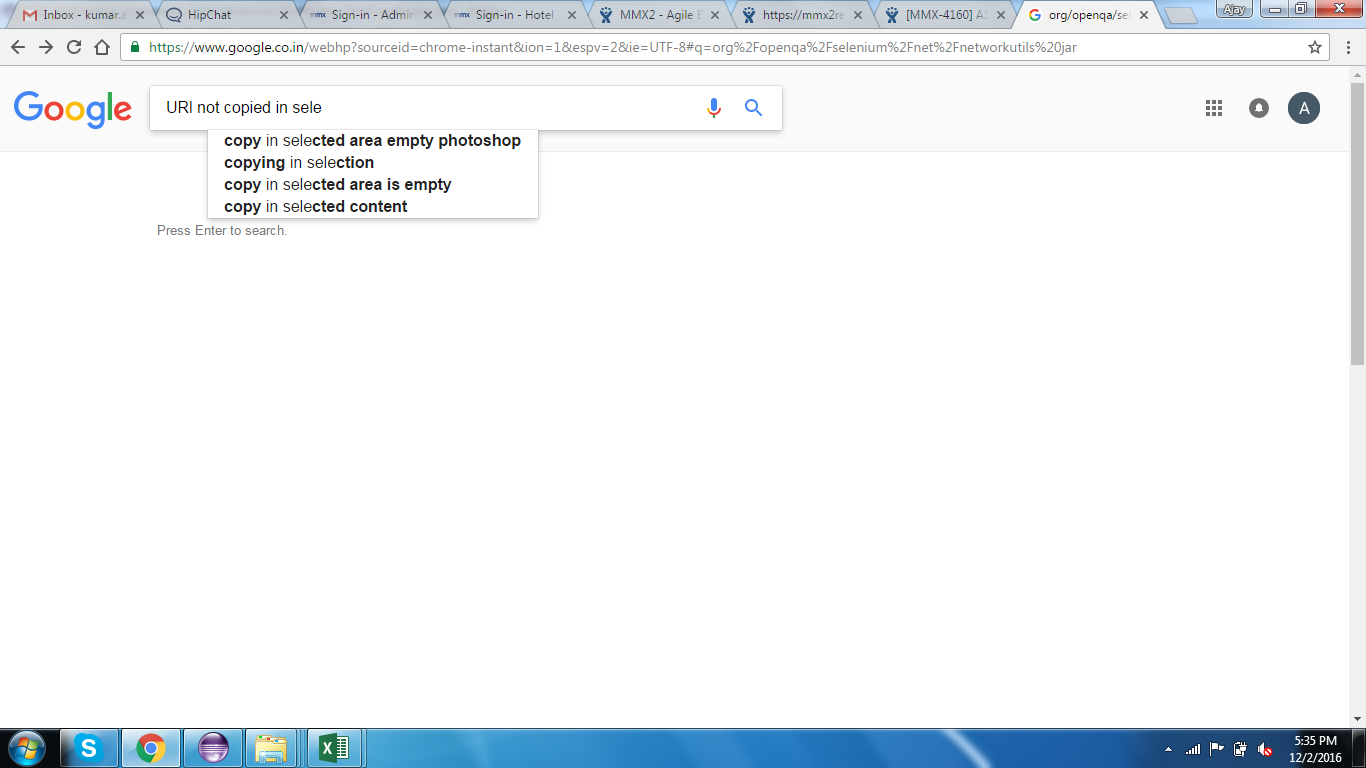 Inbox - kumar.a
HipChat
mmx Sign-in - Admin
mmx Sign-in - Hotel
MMX2 - Agile B
https://mmx2re
[MMX-4160] A
org/openqa/sel
Ajay
https://www.google.co.in/webhp?sourceid=chrome-instant&ion=1&espv=2&ie=UTF-8#q=org%2Fopenqa%2Fselenium%2Fnet%2Fnetworkutils%20jar
Google
URl not copied in sele
A
copy in selected area empty photoshop
copying in selection
copy in selected area is empty
copy in selected content
Press Enter to search.
5:35 PM
12/2/2016